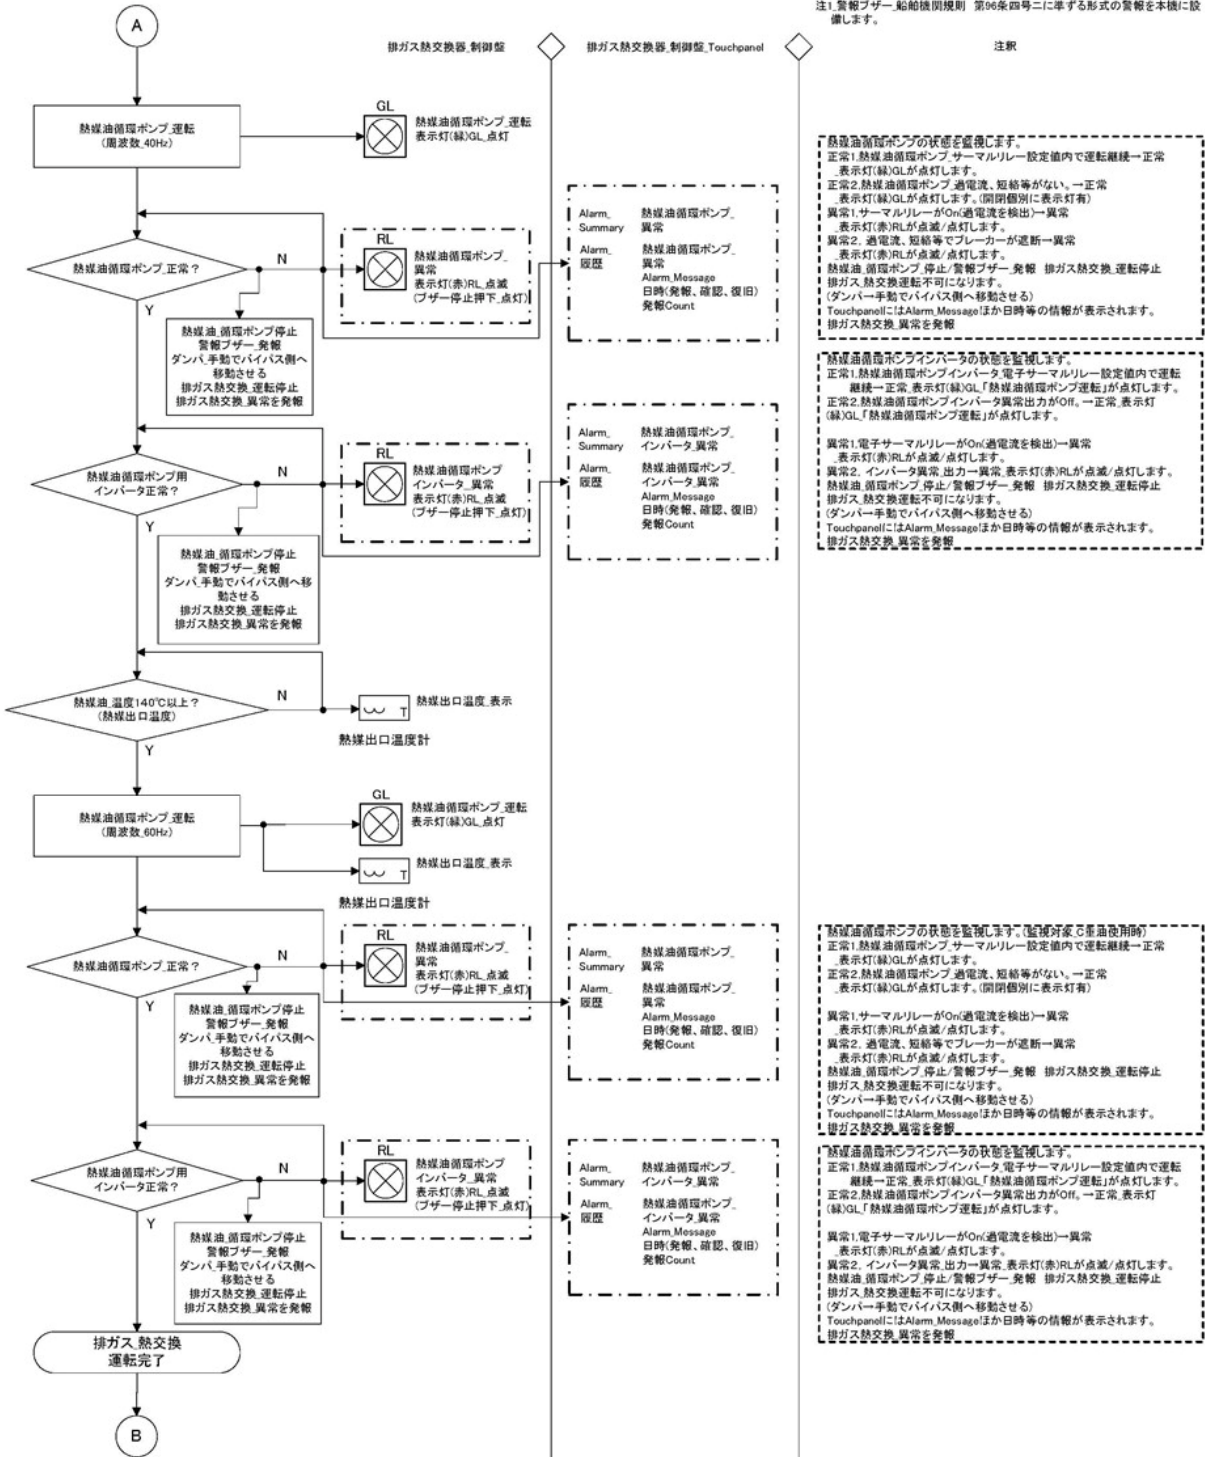 注1_警報ブザー_船舶機関規則 第96条四号ニに準ずる形式の警報を本機に設
備します。
A
排ガス熱交換器_制御盤
排ガス熱交換器_制御盤_Touchpanel
注釈
熱媒油循環ポンプ_運転
(周波数_40Hz)
GL
熱媒油循環ポンプ_運転
表示灯(緑)GL_点灯
熱媒油循環ポンプの状態を監視します。
正常1.熱媒油循環ポンプ_サーマルリレー設定値内で運転継続→正常
_表示灯(緑)GLが点灯します。
正常2.熱媒油循環ポンプ_過電流、短絡等がない。→正常
_表示灯(緑)GLが点灯します。(開閉個別に表示灯有)
異常1.サーマルリレーがOn(過電流を検出)→異常
_表示灯(赤)RLが点滅/点灯します。
異常2. 過電流、短絡等でブレーカーが遮断→異常
_表示灯(赤)RLが点滅/点灯します。
熱媒油_循環ポンプ_停止/警報ブザー_発報 排ガス熱交換_運転停止
排ガス_熱交換運転不可になります。
(ダンパ→手動でバイパス側へ移動させる)
TouchpanelにはAlarm_Messageほか日時等の情報が表示されます。
排ガス熱交換_異常を発報
熱媒油循環ポンプ_正常？
N
Y
RL
熱媒油循環ポンプ_
異常
表示灯(赤)RL_点滅
(ブザー停止押下_点灯)
Alarm_
Summary
熱媒油循環ポンプ_
異常
Alarm_
履歴
熱媒油循環ポンプ_
異常
Alarm_Message
日時(発報、確認、復旧)
発報Count
熱媒油_循環ポンプ停止
警報ブザー_発報
ダンパ_手動でバイパス側へ
移動させる
排ガス熱交換_運転停止
排ガス熱交換_異常を発報
熱媒油循環ポンプインバータの状態を監視します。
正常1.熱媒油循環ポンプインバータ_電子サーマルリレー設定値内で運転
継続→正常_表示灯(緑)GL_「熱媒油循環ポンプ運転」が点灯します。
正常2.熱媒油循環ポンプインバータ異常出力がOff。→正常_表示灯
(緑)GL_「熱媒油循環ポンプ運転」が点灯します。
異常1.電子サーマルリレーがOn(過電流を検出)→異常
_表示灯(赤)RLが点滅/点灯します。
異常2. インバータ異常_出力→異常_表示灯(赤)RLが点滅/点灯します。
熱媒油_循環ポンプ_停止/警報ブザー_発報 排ガス熱交換_運転停止
排ガス_熱交換運転不可になります。
(ダンパ→手動でバイパス側へ移動させる)
TouchpanelにはAlarm_Messageほか日時等の情報が表示されます。
排ガス熱交換_異常を発報
熱媒油循環ポンプ用
インバータ正常？
N
Y
RL
熱媒油循環ポンプ
インバータ_異常
表示灯(赤)RL_点滅
(ブザー停止押下_点灯)
Alarm_
Summary
熱媒油循環ポンプ_
インバータ_異常
Alarm_
履歴
熱媒油循環ポンプ_
インバータ_異常
Alarm_Message
日時(発報、確認、復旧)
発報Count
熱媒油_循環ポンプ停止
警報ブザー_発報
ダンパ_手動でバイパス側へ移
動させる
排ガス熱交換_運転停止
排ガス熱交換_異常を発報
熱媒油_温度140℃以上？
(熱媒出口温度)
N
Y
T
熱媒出口温度_表示
熱媒出口温度計
熱媒油循環ポンプ_運転
(周波数_60Hz)
GL
熱媒油循環ポンプ_運転
表示灯(緑)GL_点灯
T
熱媒出口温度_表示
熱媒出口温度計
熱媒油循環ポンプ_正常？
N
Y
RL
熱媒油循環ポンプ_
異常
表示灯(赤)RL_点滅
(ブザー停止押下_点灯)
Alarm_
Summary
熱媒油循環ポンプ_
異常
Alarm_
履歴
熱媒油循環ポンプ_
異常
Alarm_Message
日時(発報、確認、復旧)
発報Count
熱媒油_循環ポンプ停止
警報ブザー_発報
ダンパ_手動でバイパス側へ
移動させる
排ガス熱交換_運転停止
排ガス熱交換_異常を発報
熱媒油循環ポンプの状態を監視します。(監視対象_C重油使用時)
正常1.熱媒油循環ポンプ_サーマルリレー設定値内で運転継続→正常
_表示灯(緑)GLが点灯します。
正常2.熱媒油循環ポンプ_過電流、短絡等がない。→正常
_表示灯(緑)GLが点灯します。(開閉個別に表示灯有)
異常1.サーマルリレーがOn(過電流を検出)→異常
_表示灯(赤)RLが点滅/点灯します。
異常2. 過電流、短絡等でブレーカーが遮断→異常
_表示灯(赤)RLが点滅/点灯します。
熱媒油_循環ポンプ_停止/警報ブザー_発報 排ガス熱交換_運転停止
排ガス_熱交換運転不可になります。
(ダンパ→手動でバイパス側へ移動させる)
TouchpanelにはAlarm_Messageほか日時等の情報が表示されます。
排ガス熱交換_異常を発報
熱媒油循環ポンプ用
インバータ正常？
N
Y
RL
熱媒油循環ポンプ
インバータ_異常
表示灯(赤)RL_点滅
(ブザー停止押下_点灯)
Alarm_
Summary
熱媒油循環ポンプ_
インバータ_異常
Alarm_
履歴
熱媒油循環ポンプ_
インバータ_異常
Alarm_Message
日時(発報、確認、復旧)
発報Count
熱媒油_循環ポンプ停止
警報ブザー_発報
ダンパ_手動でバイパス側へ
移動させる
排ガス熱交換_運転停止
排ガス熱交換_異常を発報
熱媒油循環ポンプインバータの状態を監視します。
正常1.熱媒油循環ポンプインバータ_電子サーマルリレー設定値内で運転
継続→正常_表示灯(緑)GL_「熱媒油循環ポンプ運転」が点灯します。
正常2.熱媒油循環ポンプインバータ異常出力がOff。→正常_表示灯
(緑)GL_「熱媒油循環ポンプ運転」が点灯します。
異常1.電子サーマルリレーがOn(過電流を検出)→異常
_表示灯(赤)RLが点滅/点灯します。
異常2. インバータ異常_出力→異常_表示灯(赤)RLが点滅/点灯します。
熱媒油_循環ポンプ_停止/警報ブザー_発報 排ガス熱交換_運転停止
排ガス_熱交換運転不可になります。
(ダンパ→手動でバイパス側へ移動させる)
TouchpanelにはAlarm_Messageほか日時等の情報が表示されます。
排ガス熱交換_異常を発報
排ガス_熱交換
運転完了
B